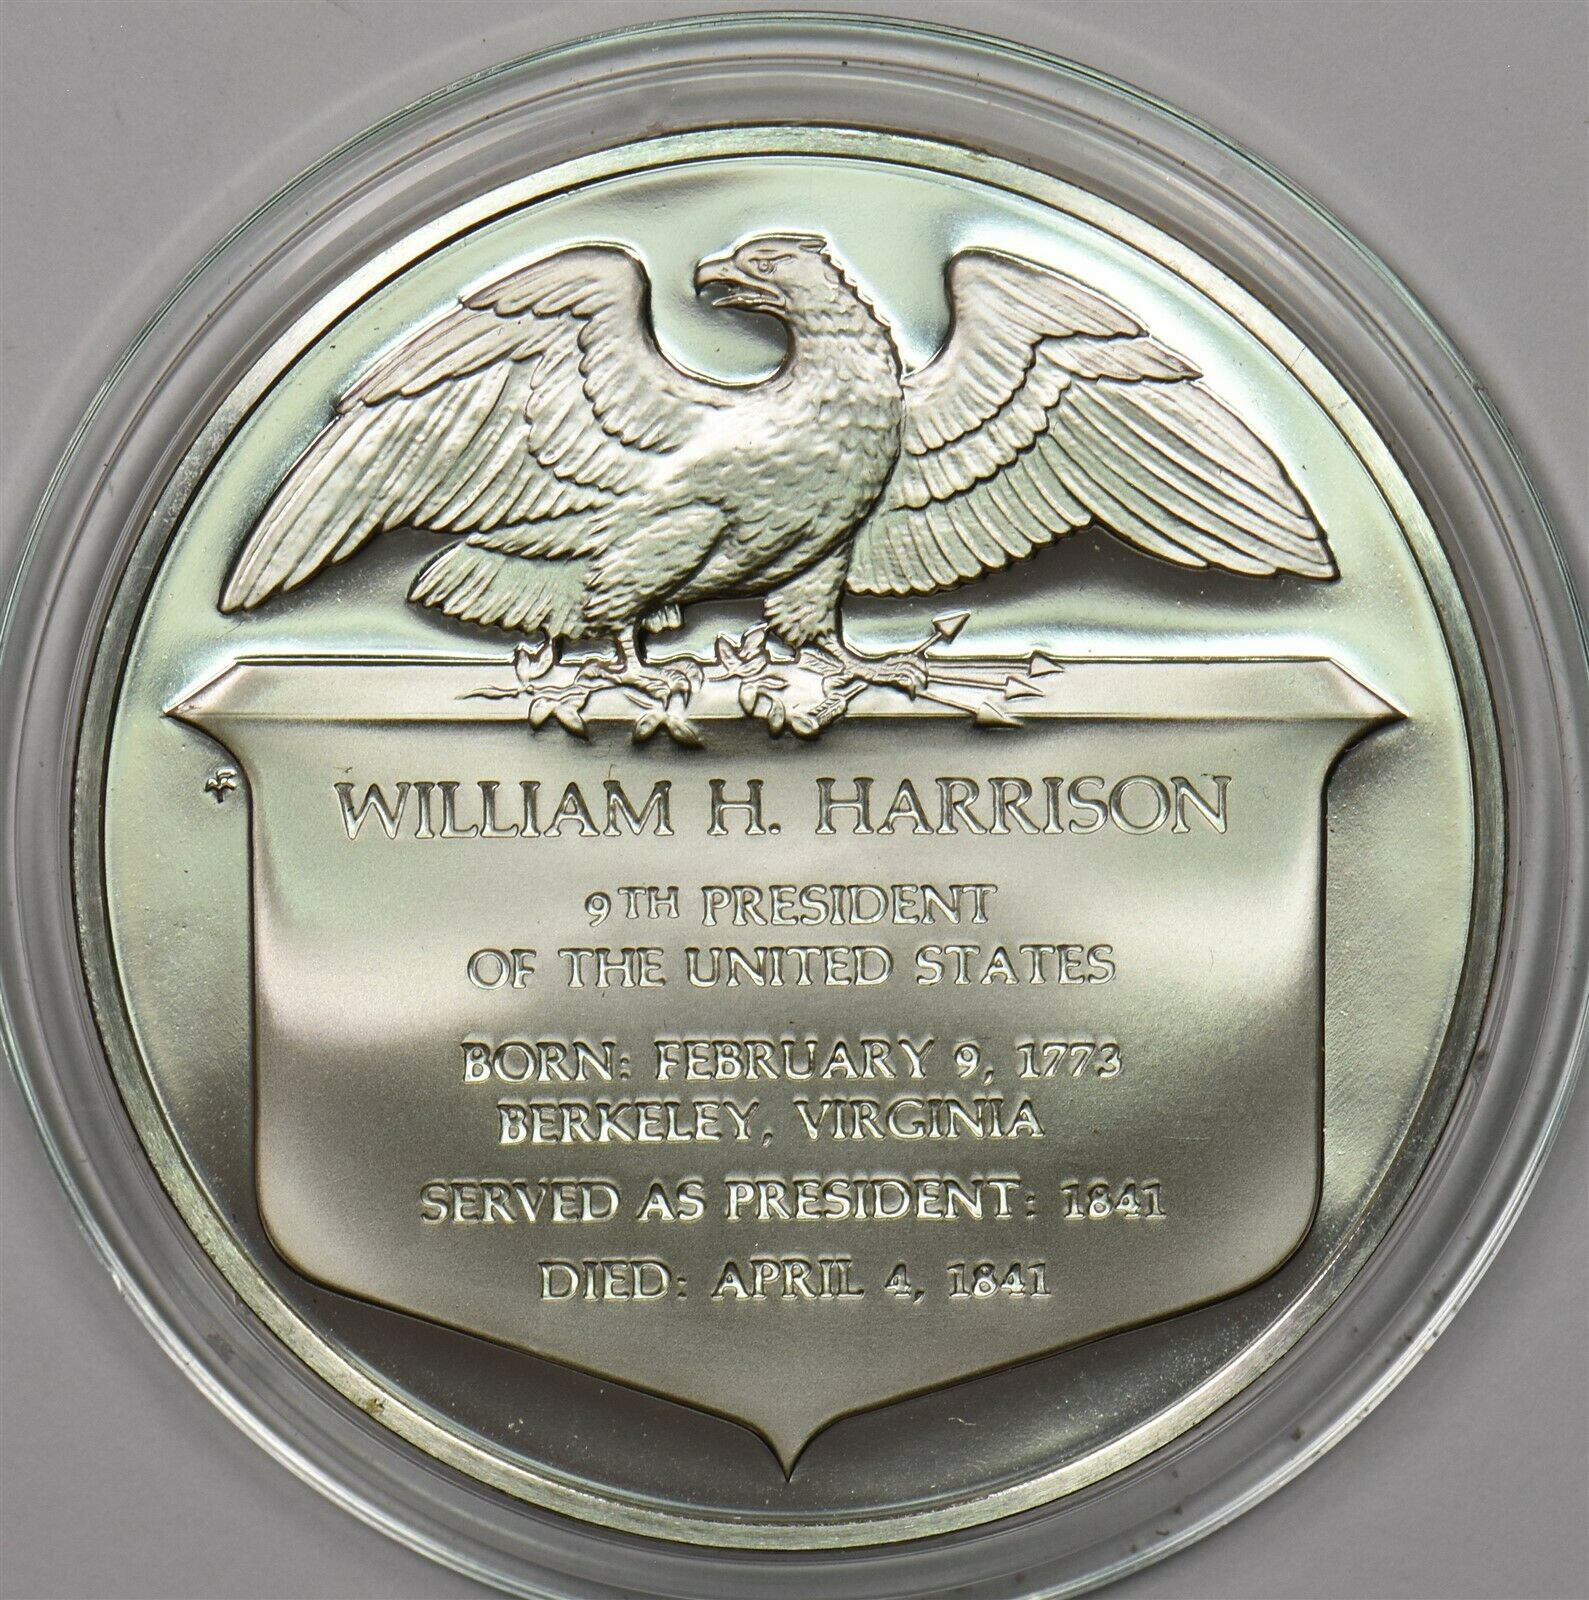 WILLIAM H. HARRISON
9TH PRESIDENT
OF THE UNITED STATES
BORN: FEBRUARY 9, 1773
BERKELEY, VIRGINIA
SERVED AS PRESIDENT: 1841
DIED: APRIL 4, 1841